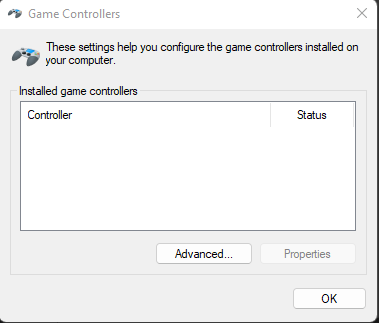 Game Controllers
These settings help you configure the game controllers installed on
your computer.
Installed game controllers
Controller Status
Advanced... Properties
OK